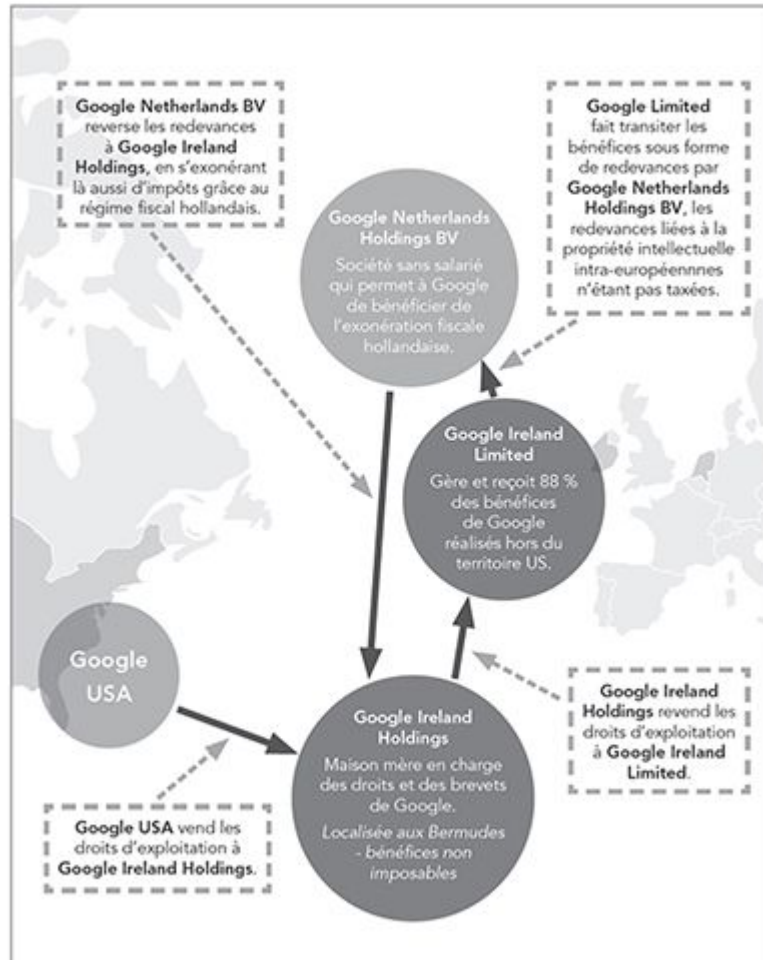 Google Netherlands BV
reverse les redevances
à Google Ireland
Holdings, en s'exonérant
là aussi d'impôts grâce au
régime fiscal hollandais.
Google Limited
fait transiter les
bénéfices sous forme
de redevances par
Google Netherlands
Holdings BV, les
redevances liées à la
propriété intellectuelle
intra-européennnes
n'étant pas taxées.
Google Netherlands
Holdings BV
Société sans salarié
qui permet à Google
de bénéficier de
l'exonération fiscale
hollandaise.
Google Ireland
Limited
Gère et reçoit 88 %
des bénéfices
de Google
réalisés hors du
territoire US.
Google
USA
Google Ireland
Holdings
Maison mère en charge
des droits et des brevets
de Google.
Localisée aux Bermudes
- bénéfices non
imposables
Google Ireland
Holdings revend les
droits d'exploitation
à Google Ireland
Limited.
Google USA vend les
droits d'exploitation à
Google Ireland Holdings.